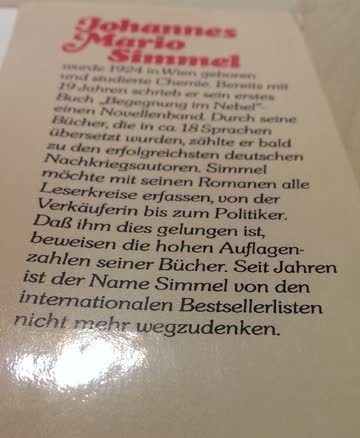 Johannes
Mario
Simmel
wurde 1924 in Wien geboren
und studierte Chemie. Bereits mit
19 Jahren schrieb er sein erstes
Buch „Begegnung im Nebel“-
einen Novellenband. Durch seine
Bücher, die in ca. 18 Sprachen
übersetzt wurden, zählte er bald
zu den erfolgreichsten deutschen
Nachkriegsautoren. Simmel
möchte mit seinen Romanen alle
Leserkreise erfassen, von der
Verkäuferin bis zum Politiker.
Daß ihm dies gelungen ist,
beweisen die hohen Auflagen-
zahlen seiner Bücher. Seit Jahren
ist der Name Simmel von den
internationalen Bestsellerlisten
nicht mehr wegzudenken.